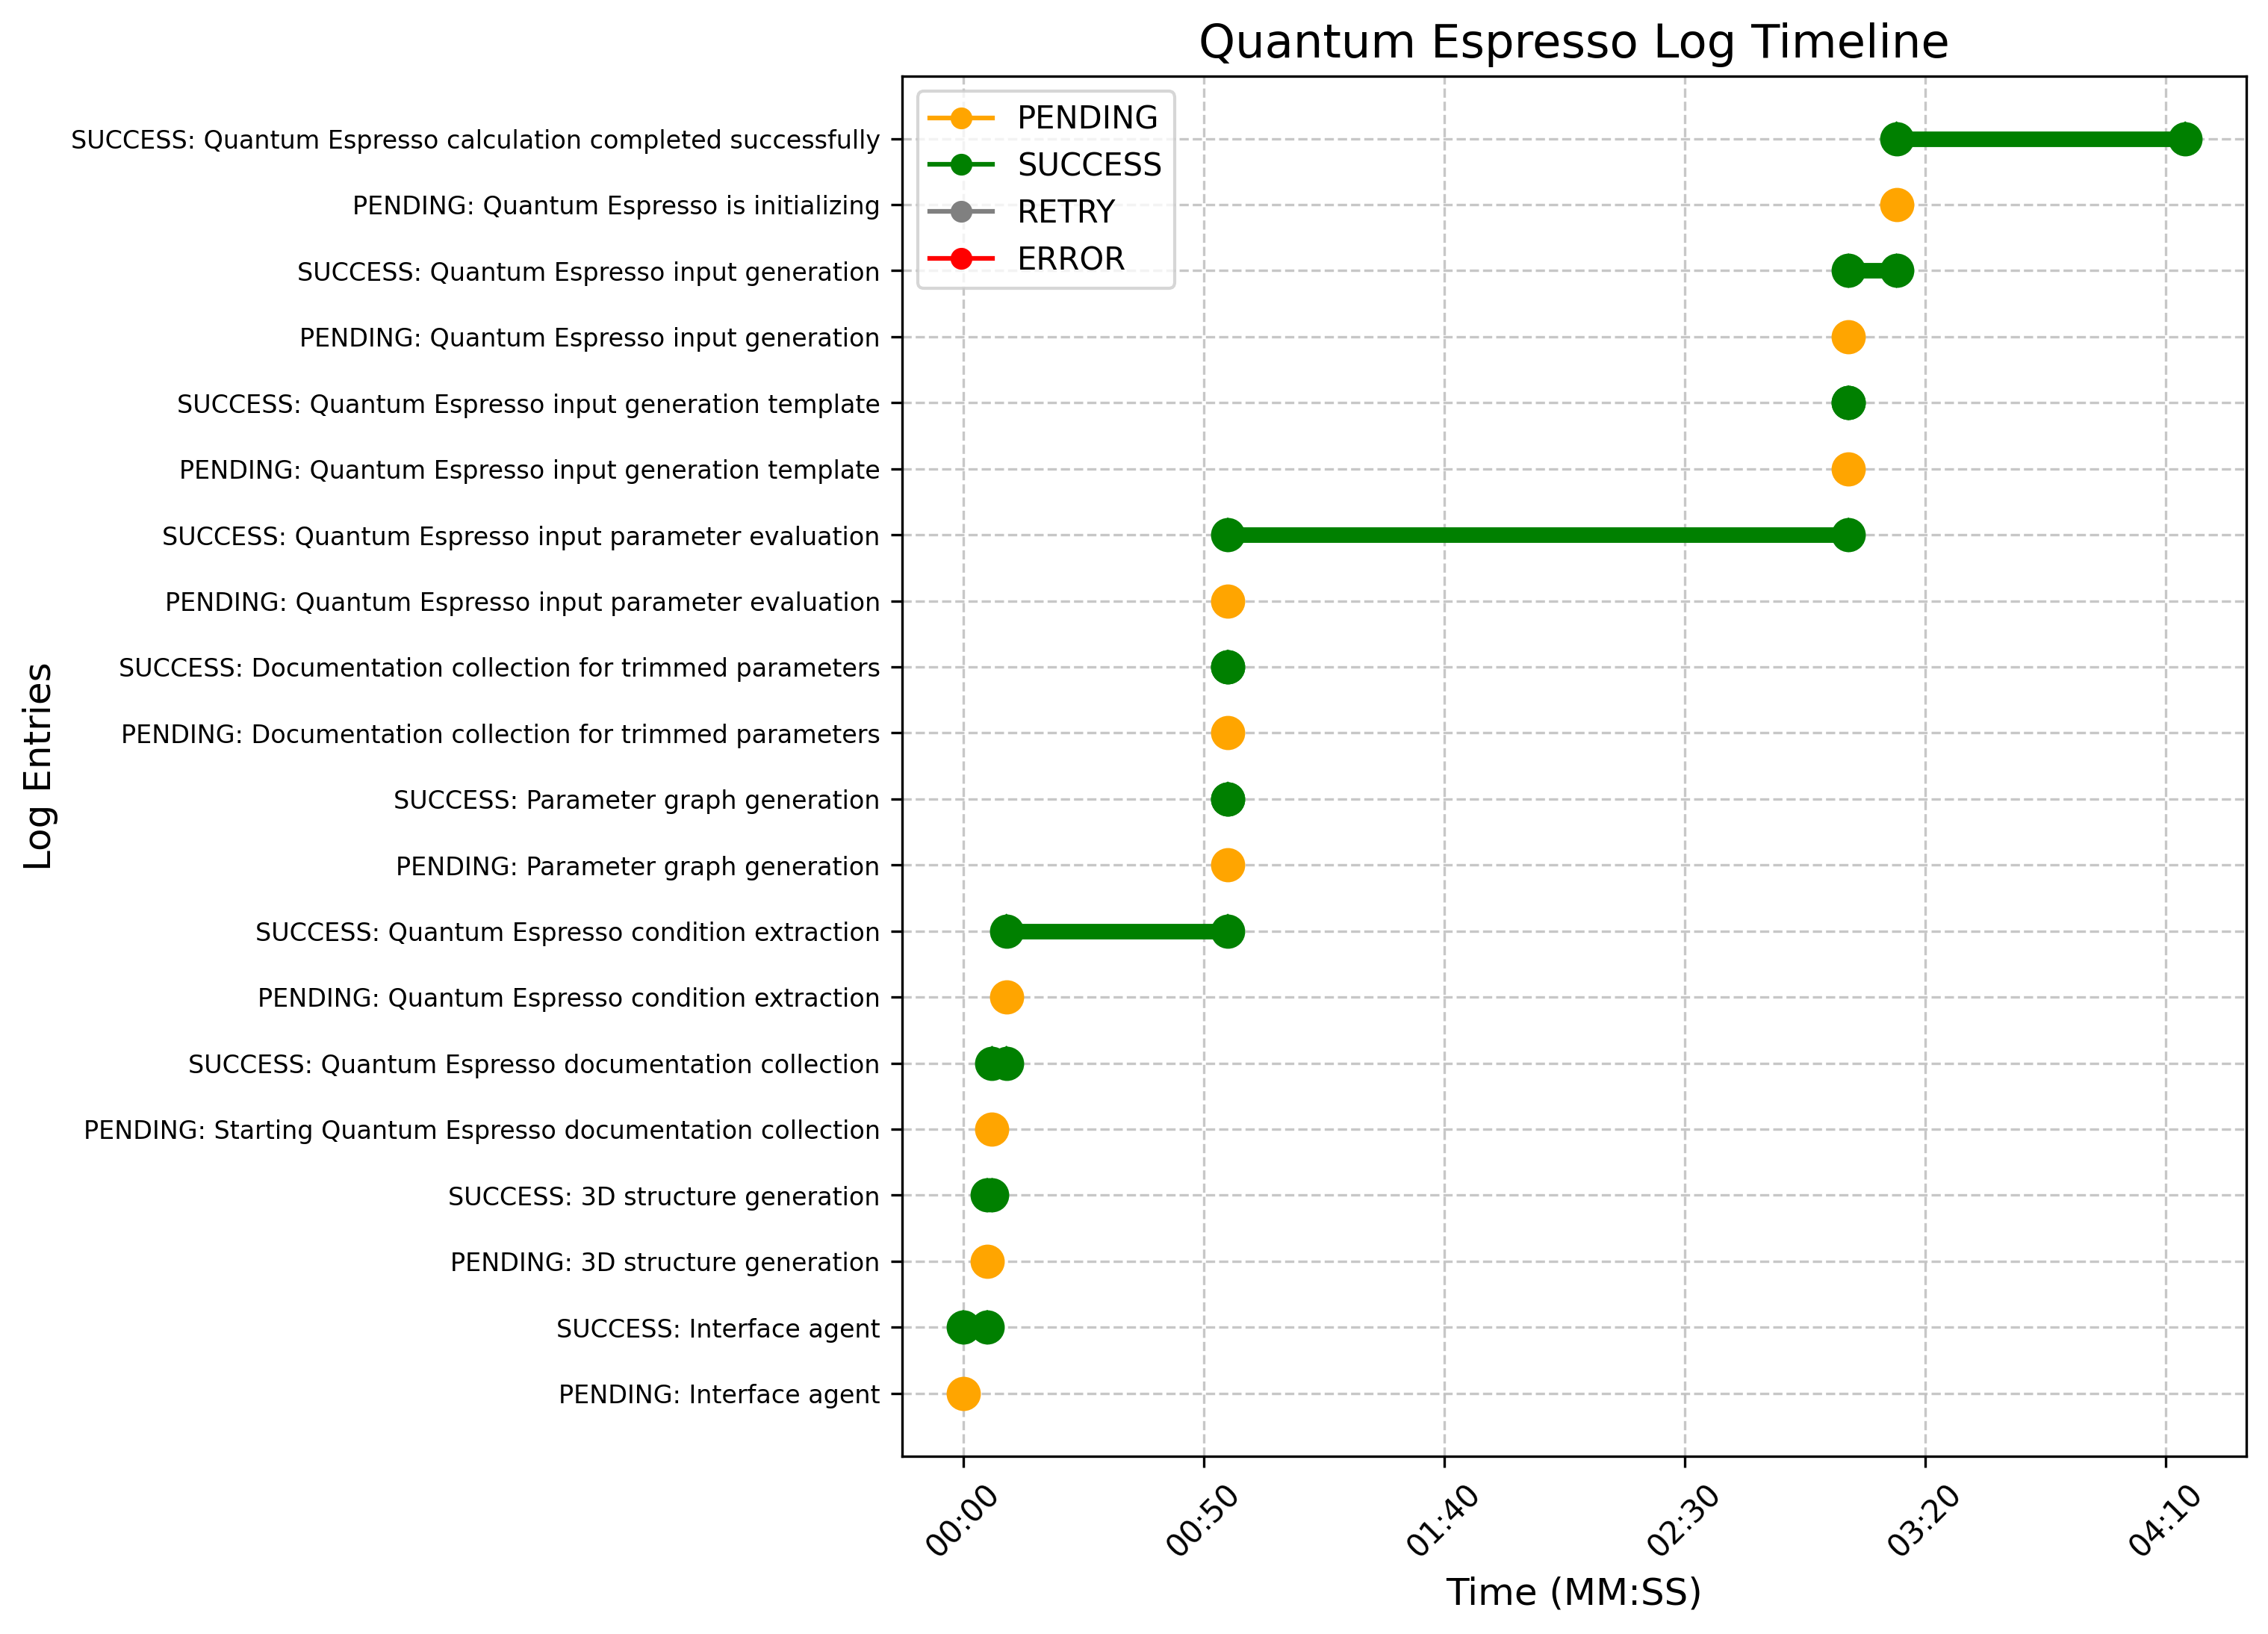 Quantum Espresso Log Timeline
PENDING
SUCCESS
RETRY
ERROR
SUCCESS: Quantum Espresso calculation completed successfully
PENDING: Quantum Espresso is initializing
SUCCESS: Quantum Espresso input generation
PENDING: Quantum Espresso input generation
SUCCESS: Quantum Espresso input generation template
PENDING: Quantum Espresso input generation template
SUCCESS: Quantum Espresso input parameter evaluation
PENDING: Quantum Espresso input parameter evaluation
SUCCESS: Documentation collection for trimmed parameters
PENDING: Documentation collection for trimmed parameters
SUCCESS: Parameter graph generation
PENDING: Parameter graph generation
SUCCESS: Quantum Espresso condition extraction
PENDING: Quantum Espresso condition extraction
SUCCESS: Quantum Espresso documentation collection
PENDING: Starting Quantum Espresso documentation collection
SUCCESS: 3D structure generation
PENDING: 3D structure generation
SUCCESS: Interface agent
PENDING: Interface agent
Log Entries
00:00
00:50
01:40
02:30
03:20
04:10
Time (MM:SS)